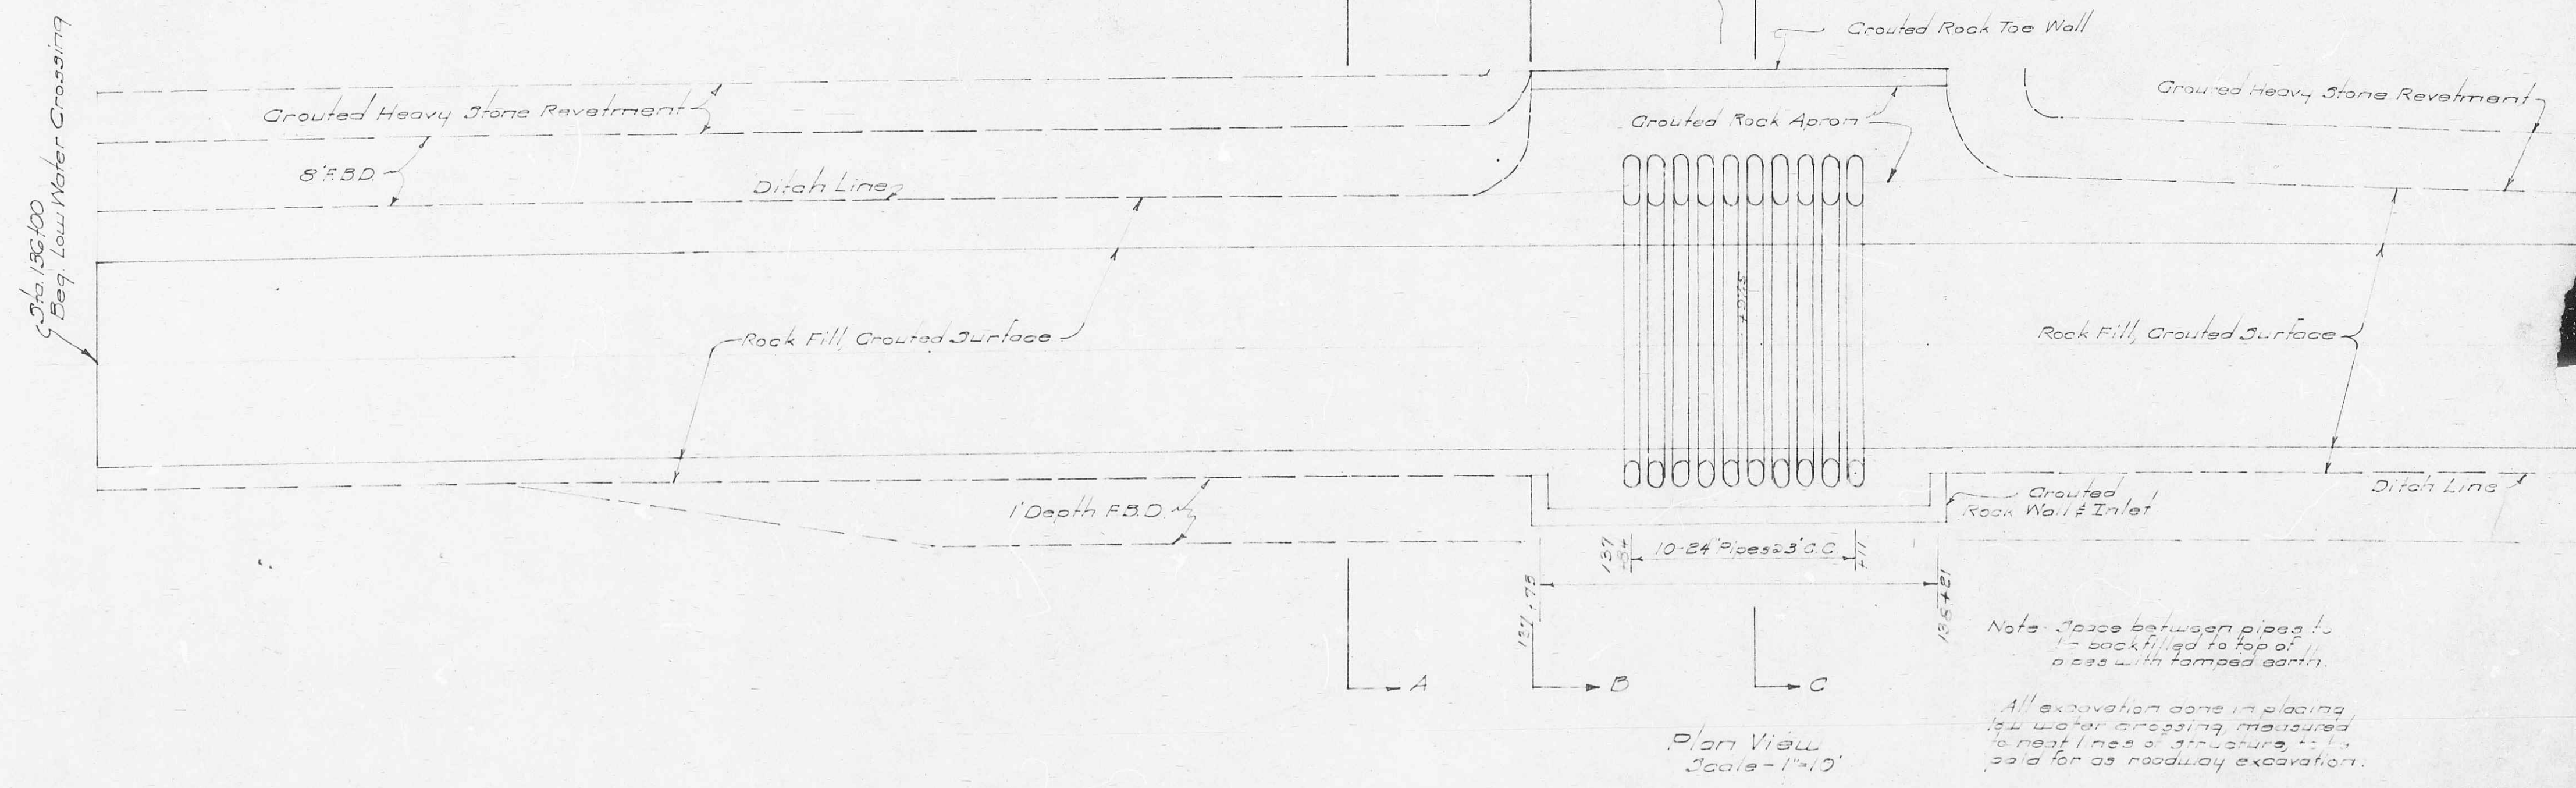 Sta. 136+00
Beg. Low Water Crossing
Grouted Rock Toe Wall
Grouted Heavy Stone Revetment
Grouted Heavy Stone Revetment
Grouted Rock Apron
8' F.B.D.
Ditch Line
Rock Fill, Grouted Surface
Rock Fill, Grouted Surface
1' Depth F.B.D.
Grouted
Rock Wall & Inlet
Ditch Line
137
+84
10-24" Pipes @ 3' C.C.
+11
137+79
138+21
A
B
C
Note- Space between pipes to
be backfilled to top of
pipes with tamped earth.
All excavation done in placing
low water crossing, measured
to neat lines of structure, to be
paid for as roadway excavation.
Plan View
Scale - 1"=10'